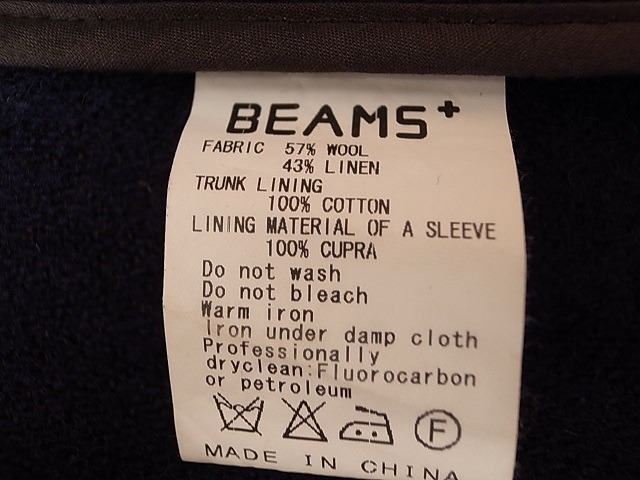 BEAMS+
FABRIC 57% WOOL
43% LINEN
TRUNK LINING
100% COTTON
LINING MATERIAL OF A SLEEVE
100% CUPRA
Do not wash
Do not bleach
Warm iron
Iron under damp cloth
Professionally
dryclean:Fluorocarbon
or petroleum
F
MADE IN CHINA